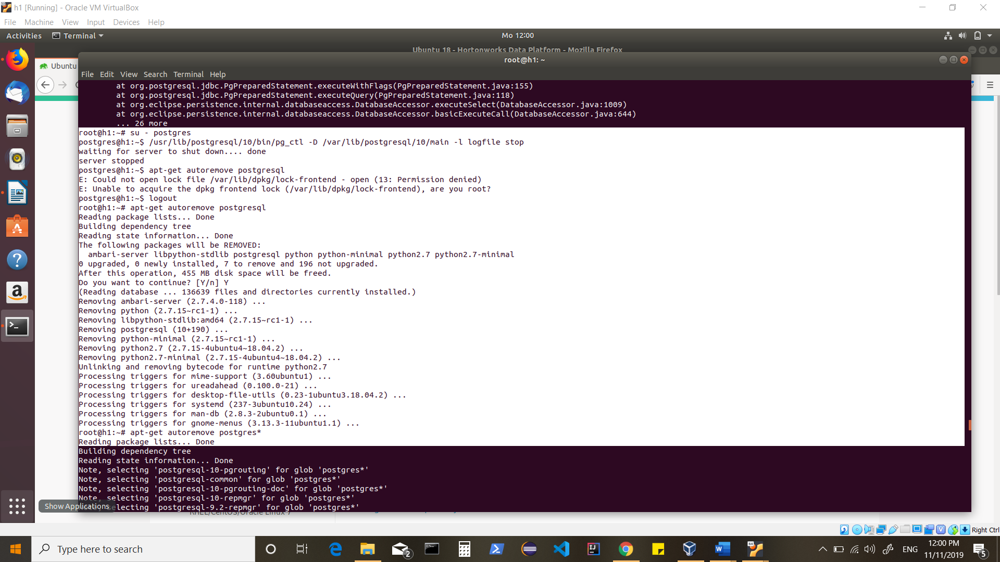 h1 [Running] - Oracle VM VirtualBox
File Machine View Input Devices Help
Activities Terminal Mo 12:00
Ubuntu 18 - Hortonworks Data Platform - Mozilla Firefox
Ubuntu
root@h1: ~
File Edit View Search Terminal Help
at org.postgresql.jdbc.PgPreparedStatement.executeWithFlags(PgPreparedStatement.java:155)
at org.postgresql.jdbc.PgPreparedStatement.executeQuery(PgPreparedStatement.java:118)
at org.eclipse.persistence.internal.databaseaccess.DatabaseAccessor.executeSelect(DatabaseAccessor.java:1009)
at org.eclipse.persistence.internal.databaseaccess.DatabaseAccessor.basicExecuteCall(DatabaseAccessor.java:644)
... 26 more
root@h1:~# su - postgres
postgres@h1:~$ /usr/lib/postgresql/10/bin/pg_ctl -D /var/lib/postgresql/10/main -l logfile stop
waiting for server to shut down.... done
server stopped
postgres@h1:~$ apt-get autoremove postgresql
E: Could not open lock file /var/lib/dpkg/lock-frontend - open (13: Permission denied)
E: Unable to acquire the dpkg frontend lock (/var/lib/dpkg/lock-frontend), are you root?
postgres@h1:~$ logout
root@h1:~# apt-get autoremove postgresql
Reading package lists... Done
Building dependency tree
Reading state information... Done
The following packages will be REMOVED:
ambari-server libpython-stdlib postgresql python python-minimal python2.7 python2.7-minimal
0 upgraded, 0 newly installed, 7 to remove and 196 not upgraded.
After this operation, 455 MB disk space will be freed.
Do you want to continue? [Y/n] Y
(Reading database ... 136639 files and directories currently installed.)
Removing ambari-server (2.7.4.0-118) ...
Removing python (2.7.15~rc1-1) ...
Removing libpython-stdlib:amd64 (2.7.15~rc1-1) ...
Removing postgresql (10+190) ...
Removing python-minimal (2.7.15~rc1-1) ...
Removing python2.7 (2.7.15-4ubuntu4~18.04.2) ...
Removing python2.7-minimal (2.7.15-4ubuntu4~18.04.2) ...
Unlinking and removing bytecode for runtime python2.7
Processing triggers for mime-support (3.60ubuntu1) ...
Processing triggers for ureadahead (0.100.0-21) ...
Processing triggers for desktop-file-utils (0.23-1ubuntu3.18.04.2) ...
Processing triggers for systemd (237-3ubuntu10.24) ...
Processing triggers for man-db (2.8.3-2ubuntu0.1) ...
Processing triggers for gnome-menus (3.13.3-11ubuntu1.1) ...
root@h1:~# apt-get autoremove postgres*
Reading package lists... Done
Building dependency tree
Reading state information... Done
Note, selecting 'postgresql-10-pgrouting' for glob 'postgres*'
Note, selecting 'postgresql-common' for glob 'postgres*'
Note, selecting 'postgresql-10-pgrouting-doc' for glob 'postgres*'
Note, selecting 'postgresql-10-repmgr' for glob 'postgres*'
selecting 'postgresql-9.2-repmgr' for glob 'postgres*'
Show Applications
RHEL/CentOS/Oracle Linux 7
Right Ctrl
Type here to search
2
64
ENG
12:00 PM
11/11/2019
5